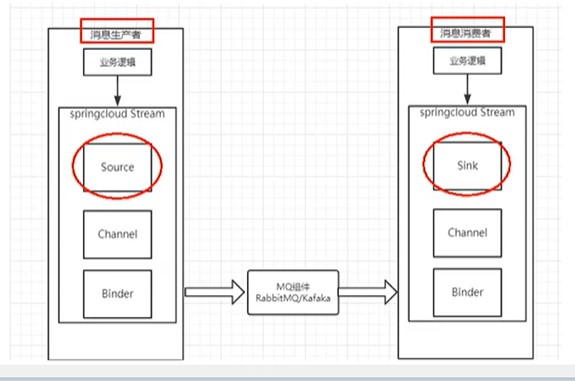 消息生产者
业务逻辑
springcloud Stream
Source
Channel
Binder
MQ组件
RabbitMQ/Kafaka
消息消费者
业务逻辑
springcloud Stream
Sink
Channel
Binder